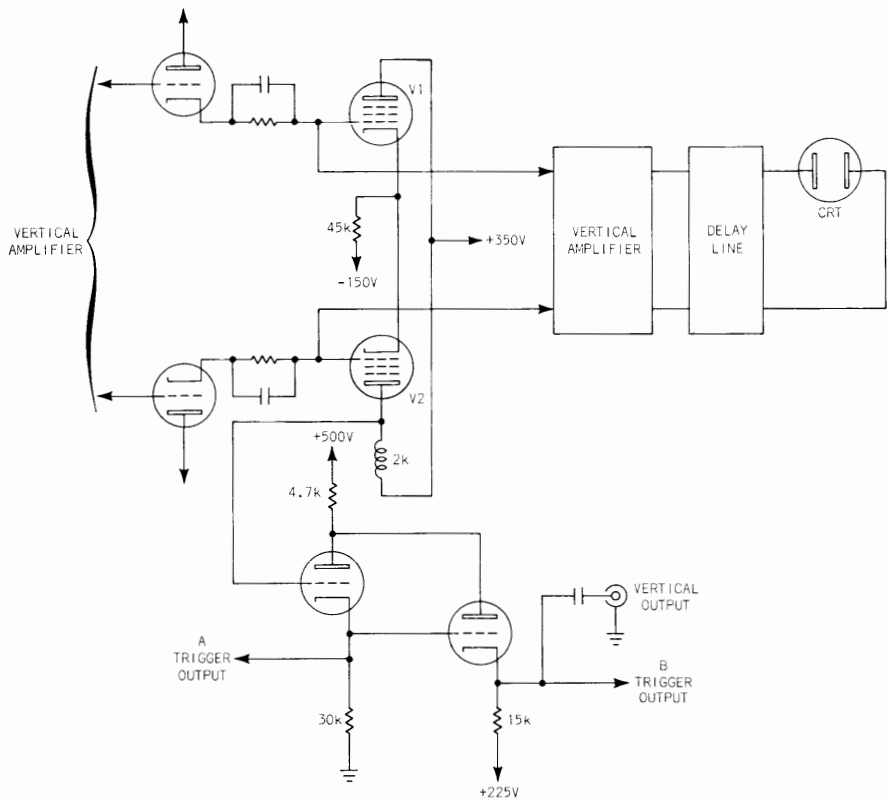 V1
VERTICAL
AMPLIFIER
45k
-150V
+350V
VERTICAL
AMPLIFIER
DELAY
LINE
CRT
V2
+500V
2k
4.7k
VERTICAL
OUTPUT
A
TRIGGER
OUTPUT
B
TRIGGER
OUTPUT
30k
15k
+225V